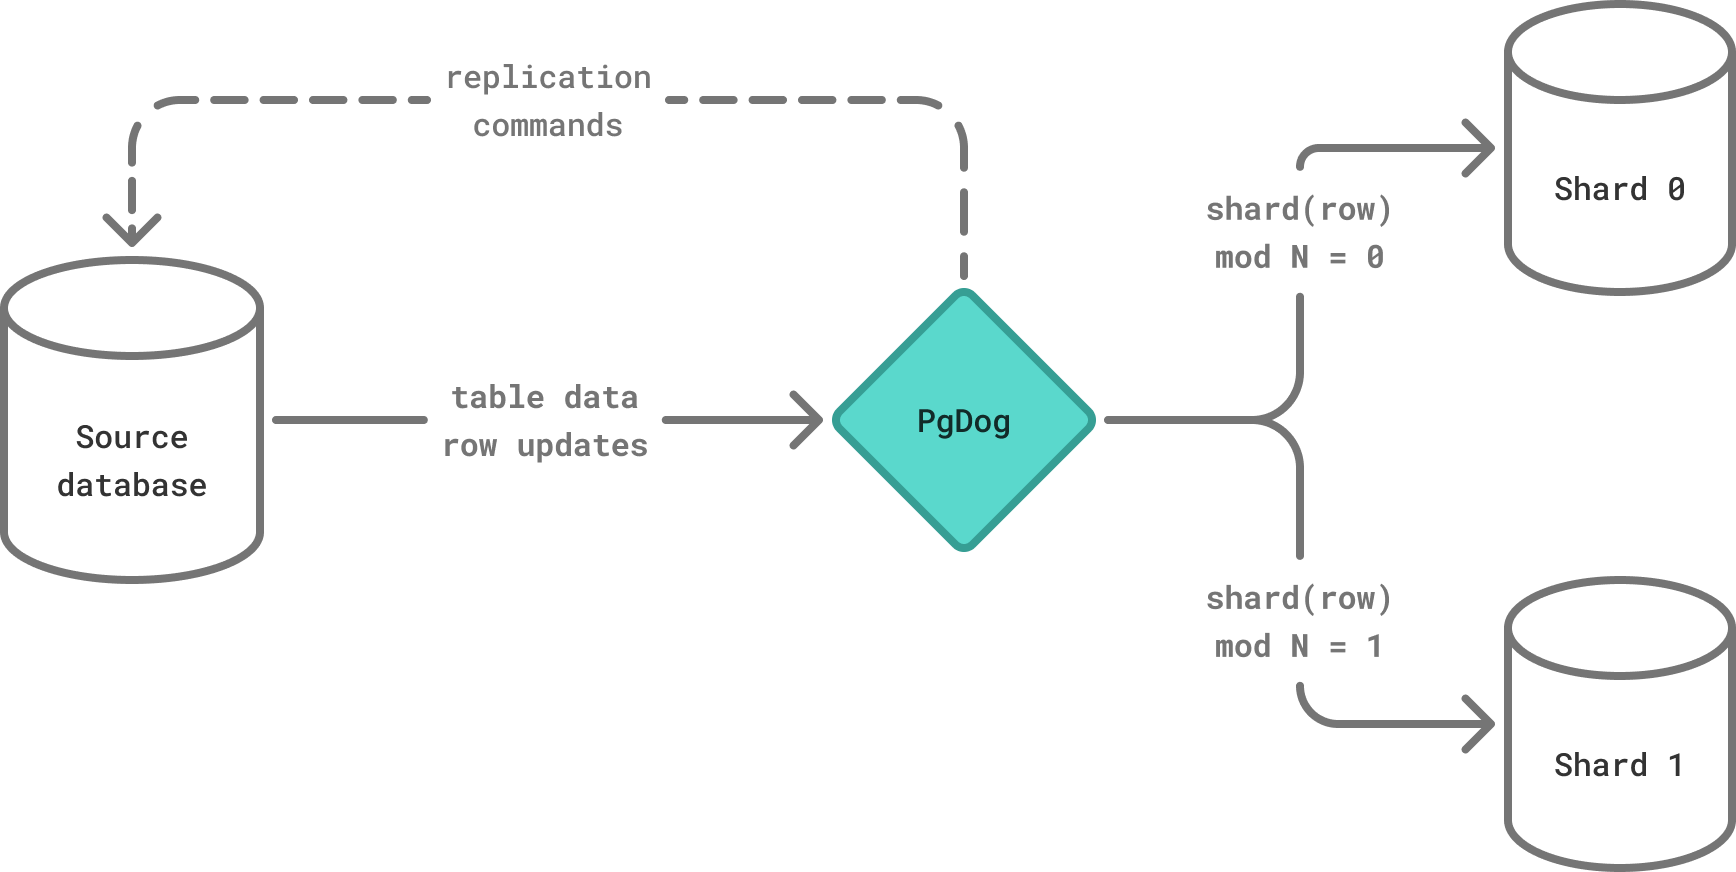 replication
commands
Source
database
table data
row updates
PgDog
shard(row)
mod N = 0
Shard 0
shard(row)
mod N = 1
Shard 1